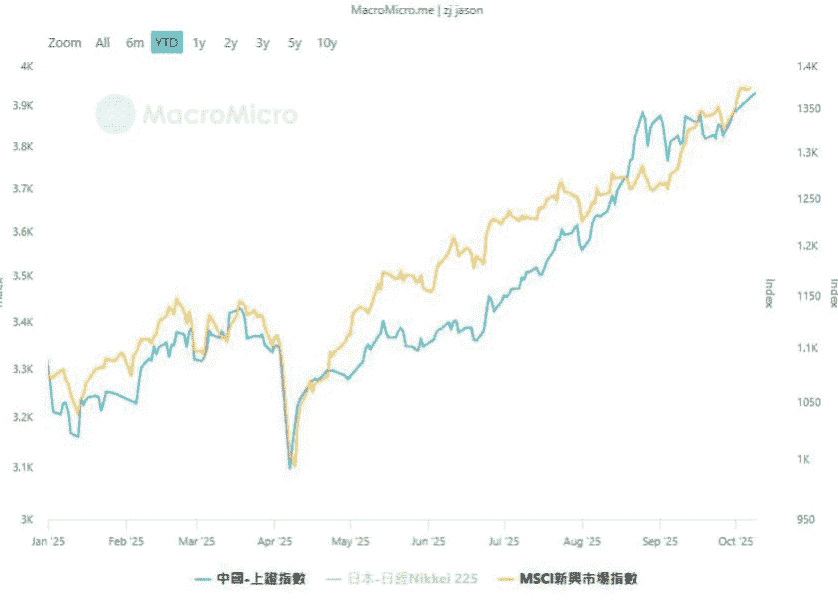 MacroMicro.me | zj jason
Zoom All 6m YTD 1y 2y 3y 5y 10y
4K 1.4K
3.9K 1350
MacroMicro
3.8K 1.3K
3.7K 1250
3.6K 1.2K
3.5K 1150
Index Index Index
3.4K 1.1K
3.3K 1050
3.2K 1K
3.1K
3K 950
Jan '25 Feb '25 Mar '25 Apr '25 May '25 Jun '25 Jul '25 Aug '25 Sep '25 Oct '25
中國-上證指數 日本-日經Nikkei 225 MSCI新興市場指數